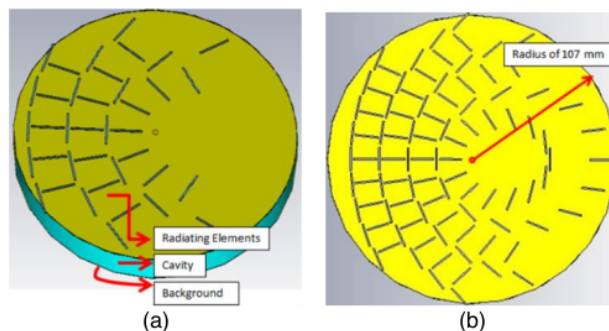 Radius of 107 mm
Radiating Elements
Cavity
Background
(a)
(b)